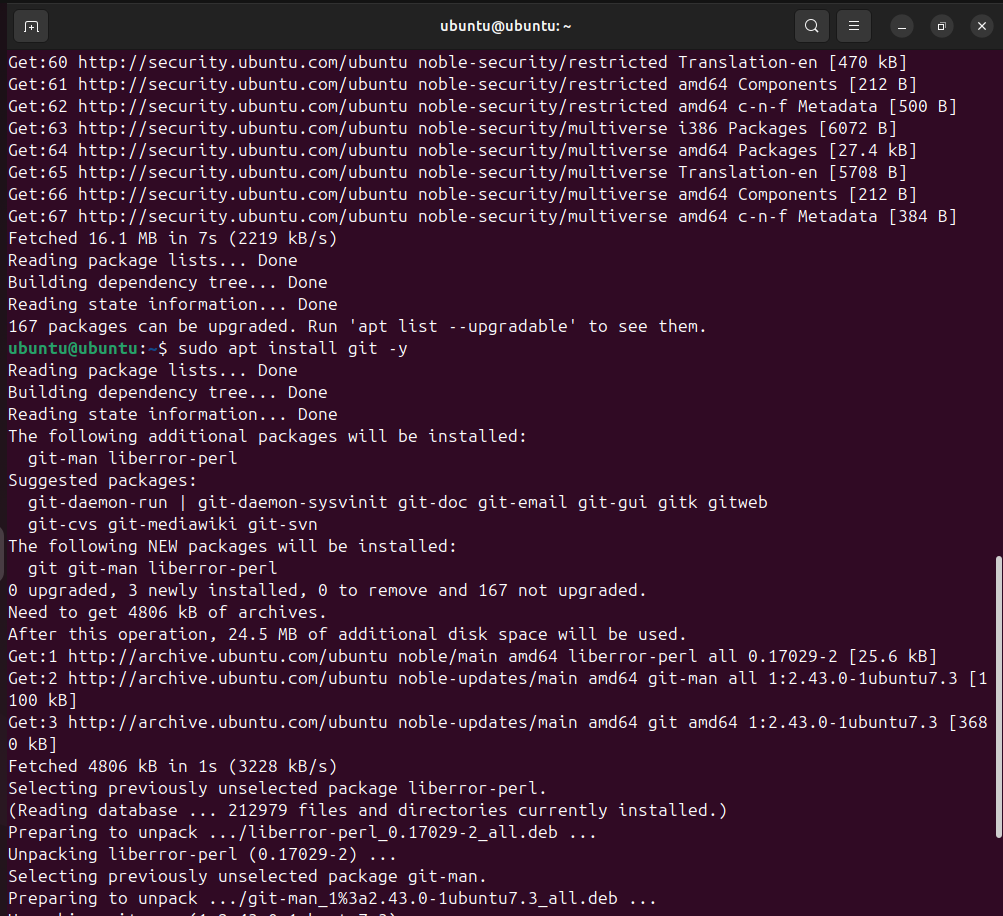 ubuntu@ubuntu: ~
Get:60 http://security.ubuntu.com/ubuntu noble-security/restricted Translation-en [470 kB]
Get:61 http://security.ubuntu.com/ubuntu noble-security/restricted amd64 Components [212 B]
Get:62 http://security.ubuntu.com/ubuntu noble-security/restricted amd64 c-n-f Metadata [500 B]
Get:63 http://security.ubuntu.com/ubuntu noble-security/multiverse i386 Packages [6072 B]
Get:64 http://security.ubuntu.com/ubuntu noble-security/multiverse amd64 Packages [27.4 kB]
Get:65 http://security.ubuntu.com/ubuntu noble-security/multiverse Translation-en [5708 B]
Get:66 http://security.ubuntu.com/ubuntu noble-security/multiverse amd64 Components [212 B]
Get:67 http://security.ubuntu.com/ubuntu noble-security/multiverse amd64 c-n-f Metadata [384 B]
Fetched 16.1 MB in 7s (2219 kB/s)
Reading package lists... Done
Building dependency tree... Done
Reading state information... Done
167 packages can be upgraded. Run 'apt list --upgradable' to see them.
ubuntu@ubuntu:~$ sudo apt install git -y
Reading package lists... Done
Building dependency tree... Done
Reading state information... Done
The following additional packages will be installed:
  git-man liberror-perl
Suggested packages:
  git-daemon-run | git-daemon-sysvinit git-doc git-email git-gui gitk gitweb
  git-cvs git-mediawiki git-svn
The following NEW packages will be installed:
  git git-man liberror-perl
0 upgraded, 3 newly installed, 0 to remove and 167 not upgraded.
Need to get 4806 kB of archives.
After this operation, 24.5 MB of additional disk space will be used.
Get:1 http://archive.ubuntu.com/ubuntu noble/main amd64 liberror-perl all 0.17029-2 [25.6 kB]
Get:2 http://archive.ubuntu.com/ubuntu noble-updates/main amd64 git-man all 1:2.43.0-1ubuntu7.3 [1
100 kB]
Get:3 http://archive.ubuntu.com/ubuntu noble-updates/main amd64 git amd64 1:2.43.0-1ubuntu7.3 [368
0 kB]
Fetched 4806 kB in 1s (3228 kB/s)
Selecting previously unselected package liberror-perl.
(Reading database ... 212979 files and directories currently installed.)
Preparing to unpack .../liberror-perl_0.17029-2_all.deb ...
Unpacking liberror-perl (0.17029-2) ...
Selecting previously unselected package git-man.
Preparing to unpack .../git-man_1%3a2.43.0-1ubuntu7.3_all.deb ...